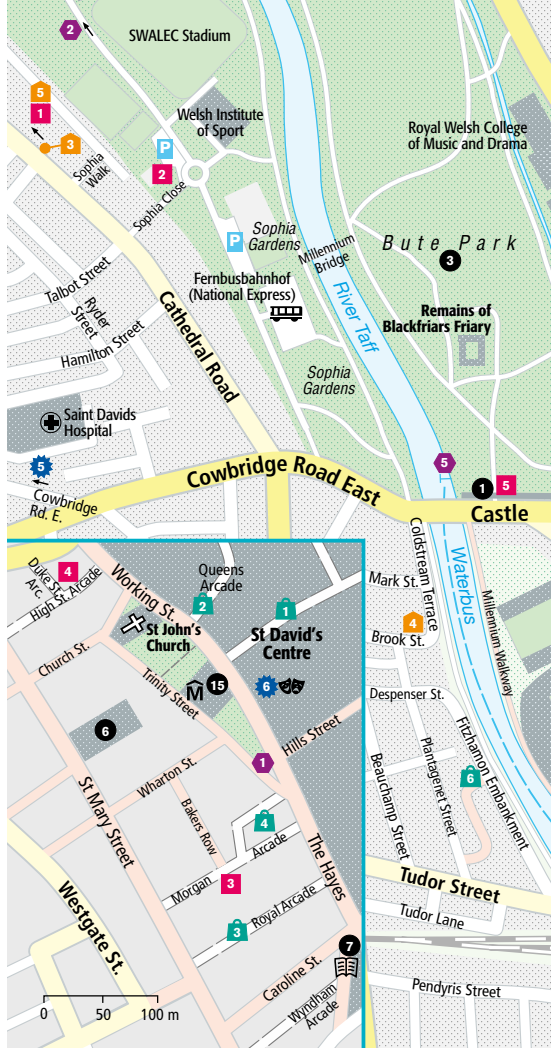 2
SWALEC Stadium
5
1
3
Welsh Institute
of Sport
Royal Welsh College
of Music and Drama
Sophia
Walk
P
2
Sophia Close
P
Sophia
Gardens
Millennium
Bridge
Bute Park
3
Talbot Street
Ryder
Street
Fernbusbahnhof
(National Express)
River Taff
Remains of
Blackfriars Friary
Hamilton Street
Cathedral Road
Sophia
Gardens
Saint Davids
Hospital
5
5
1
5
Cowbridge Road East
Castle
Cowbridge
Rd. E.
Coldstream Terrace
Waterbus
Millennium Walkway
Mark St.
4
Brook St.
Despenser St.
Fitzhamon Embankment
Plantagenet Street
Beauchamp Street
6
Tudor Street
Tudor Lane
Pendyris Street
Duke St.
Arc.
4
High St. Arcade
Working St.
Queens
Arcade
2
1
St John's
Church
St David's
Centre
Church St.
Trinity Street
M
15
6
6
1
Hills Street
Wharton St.
St Mary Street
Bakers Row
4
Arcade
Morgan
3
The Hayes
Royal Arcade
3
Westgate St.
7
Caroline St.
Wyndham
Arcade
0 50 100 m